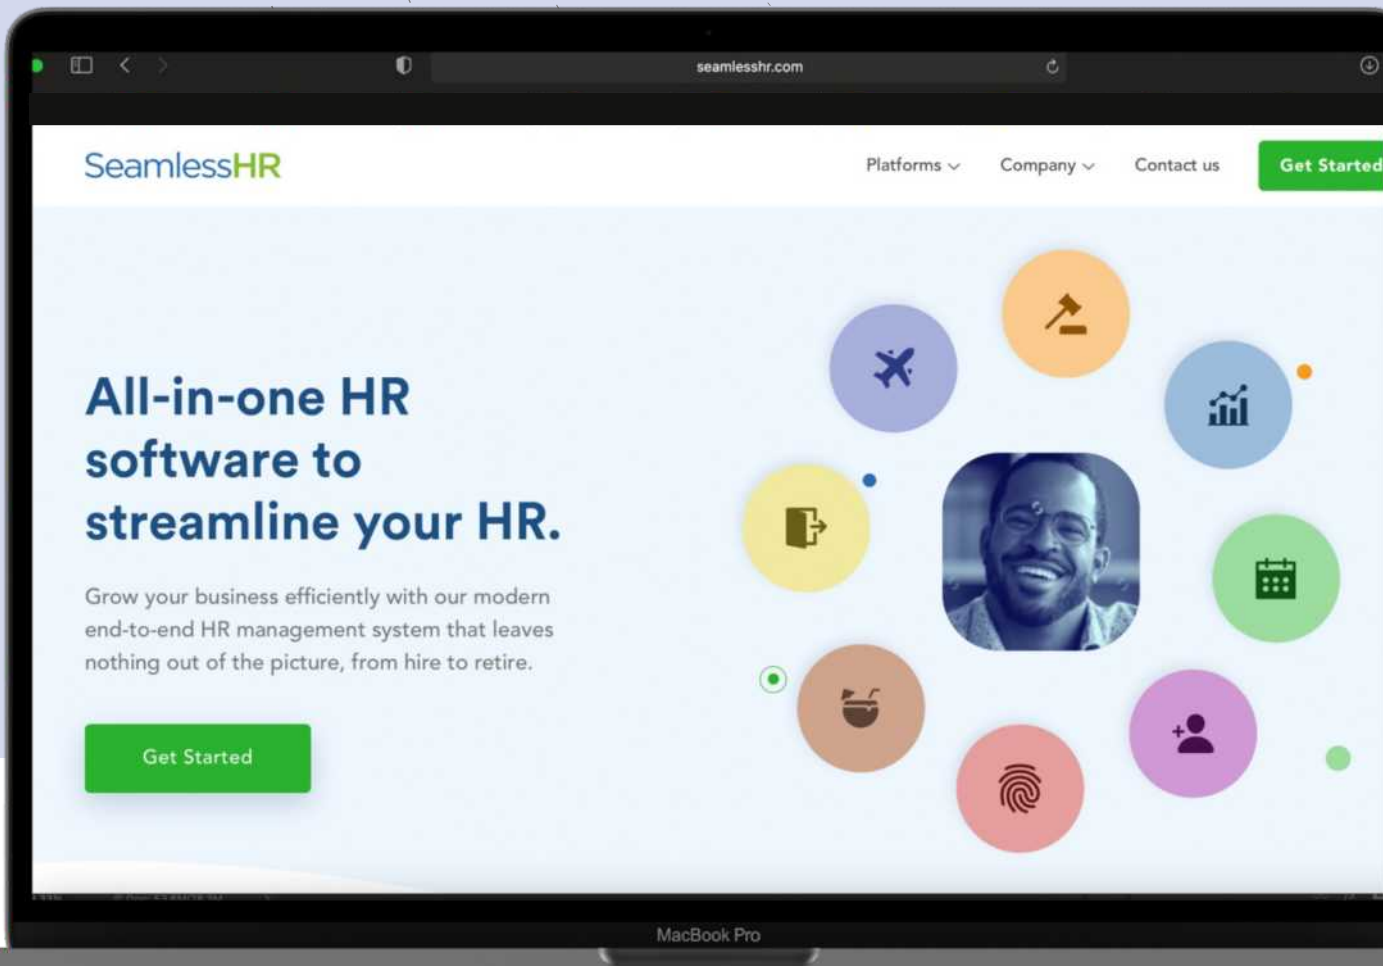 seamlesshr.com
SeamlessHR
Platforms
Company
Contact us
Get Started
All-in-one HR
software to
streamline your HR.
Grow your business efficiently with our modern
end-to-end HR management system that leaves
nothing out of the picture, from hire to retire.
Get Started
MacBook Pro